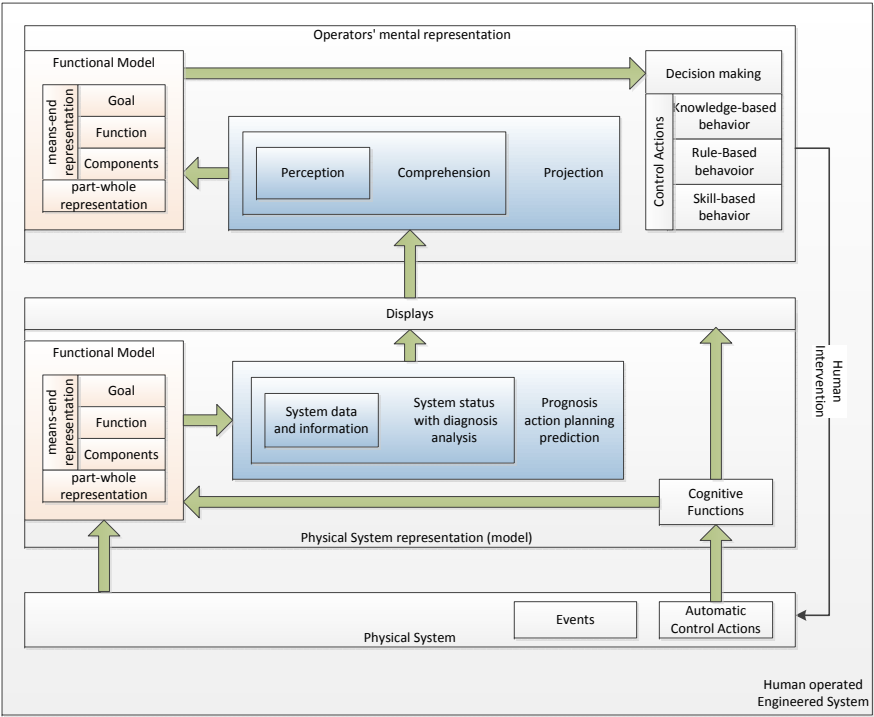 Operators' mental representation
Functional Model
means-end
representation
Goal
Function
Components
part-whole
representation
Perception
Comprehension
Projection
Decision making
Control Actions
Knowledge-based
behavior
Rule-Based
behavoior
Skill-based
behavior
Displays
Functional Model
means-end
representation
Goal
Function
Components
part-whole
representation
System data
and information
System status
with diagnosis
analysis
Prognosis
action planning
prediction
Cognitive
Functions
Physical System representation (model)
Human
Intervention
Events
Automatic
Control Actions
Physical System
Human operated
Engineered System